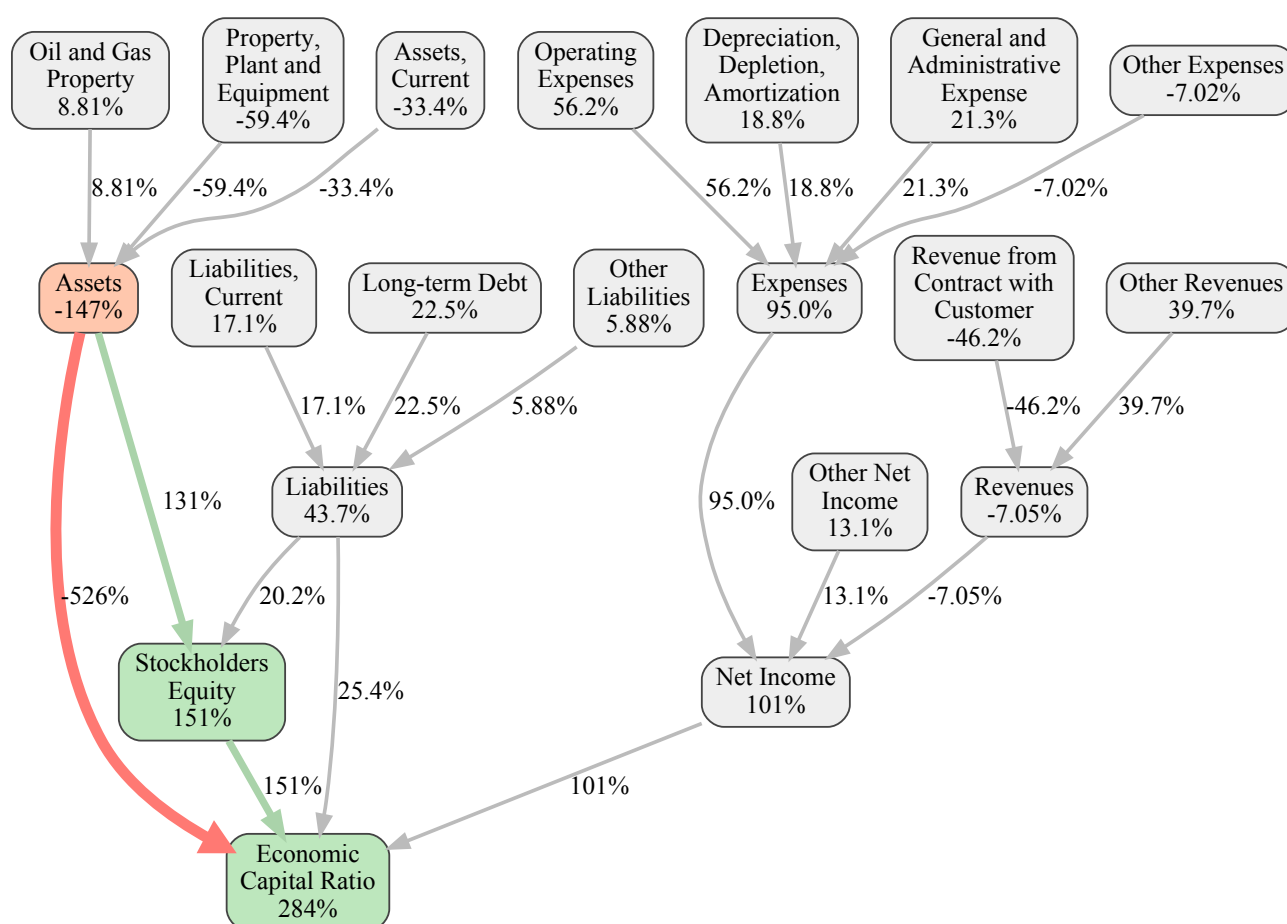 Oil and Gas
Property
8.81%
Property,
Plant and
Equipment
-59.4%
Assets,
Current
-33.4%
Operating
Expenses
56.2%
Depreciation,
Depletion,
Amortization
18.8%
General and
Administrative
Expense
21.3%
Other Expenses
-7.02%
8.81%
-59.4%
-33.4%
56.2%
18.8%
21.3%
-7.02%
Assets
-147%
Liabilities,
Current
17.1%
Long-term Debt
22.5%
Other
Liabilities
5.88%
Expenses
95.0%
Revenue from
Contract with
Customer
-46.2%
Other Revenues
39.7%
17.1%
22.5%
5.88%
-46.2%
39.7%
131%
Liabilities
43.7%
95.0%
Other Net
Income
13.1%
Revenues
-7.05%
-526%
20.2%
13.1%
-7.05%
Stockholders
Equity
151%
25.4%
Net Income
101%
151%
101%
Economic
Capital Ratio
284%